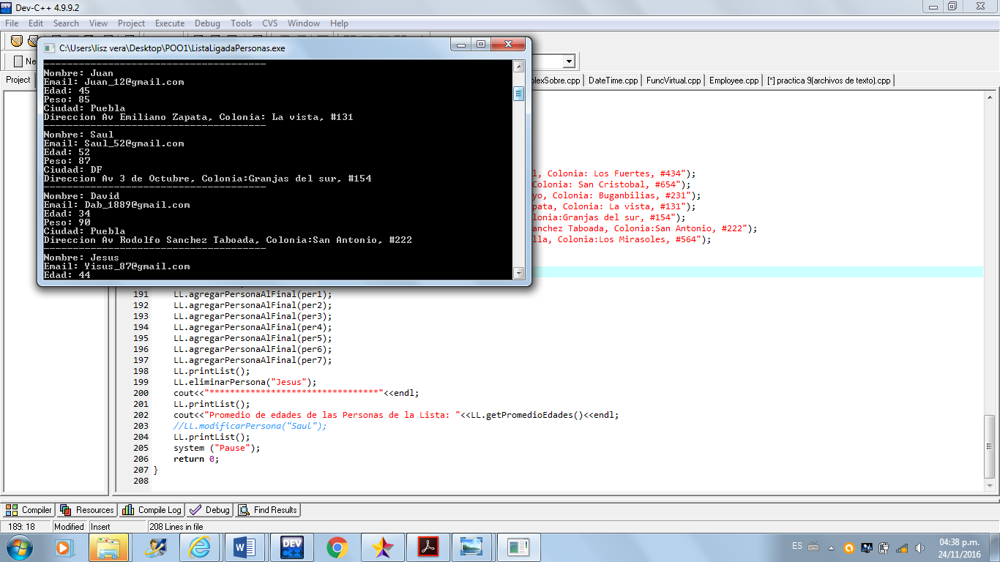 Dev-C++ 4.9.9.2
File Edit Search View Project Execute Debug Tools CVS Window Help
C:\Users\lisz vera\Desktop\POO1\ListaLigadaPersonas.exe
Project
DateTime.cpp FuncVirtual.cpp Employee.cpp [*] practica 9(archivos de texto).cpp
----------------------------------------
Nombre: Juan
Email: Juan_12@gmail.com
Edad: 45
Peso: 85
Ciudad: Puebla
Direccion Av Emiliano Zapata, Colonia: La vista, #131
----------------------------------------
Nombre: Saul
Email: Saul_52@gmail.com
Edad: 52
Peso: 87
Ciudad: DF
Direccion Av 3 de Octubre, Colonia:Granjas del sur, #154
----------------------------------------
Nombre: David
Email: Dab_1889@gmail.com
Edad: 34
Peso: 90
Ciudad: Puebla
Direccion Av Rodolfo Sanchez Taboada, Colonia:San Antonio, #222
----------------------------------------
Nombre: Jesus
Email: Yisus_87@gmail.com
Edad: 44
l, Colonia: Los Fuertes, #434");
Colonia: San Cristobal, #654");
yo, Colonia: Buganbilias, #231");
pata, Colonia: La vista, #131");
lonia:Granjas del sur, #154");
anchez Taboada, Colonia:San Antonio, #222");
lla, Colonia:Los Mirasoles, #564");
191 LL.agregarPersonaAlFinal(per1);
192 LL.agregarPersonaAlFinal(per2);
193 LL.agregarPersonaAlFinal(per3);
194 LL.agregarPersonaAlFinal(per4);
195 LL.agregarPersonaAlFinal(per5);
196 LL.agregarPersonaAlFinal(per6);
197 LL.agregarPersonaAlFinal(per7);
198 LL.printList();
199 LL.eliminarPersona("Jesus");
200 cout<<"*********************************"<<endl;
201 LL.printList();
202 cout<<"Promedio de edades de las Personas de la Lista: "<<LL.getPromedioEdades()<<endl;
203 //LL.modificarPersona("Saul");
204 LL.printList();
205 system ("Pause");
206 return 0;
207 }
208
Compiler Resources Compile Log Debug Find Results
189: 18 Modified Insert 208 Lines in file
W DEV C++ ES 04:38 p.m.
24/11/2016